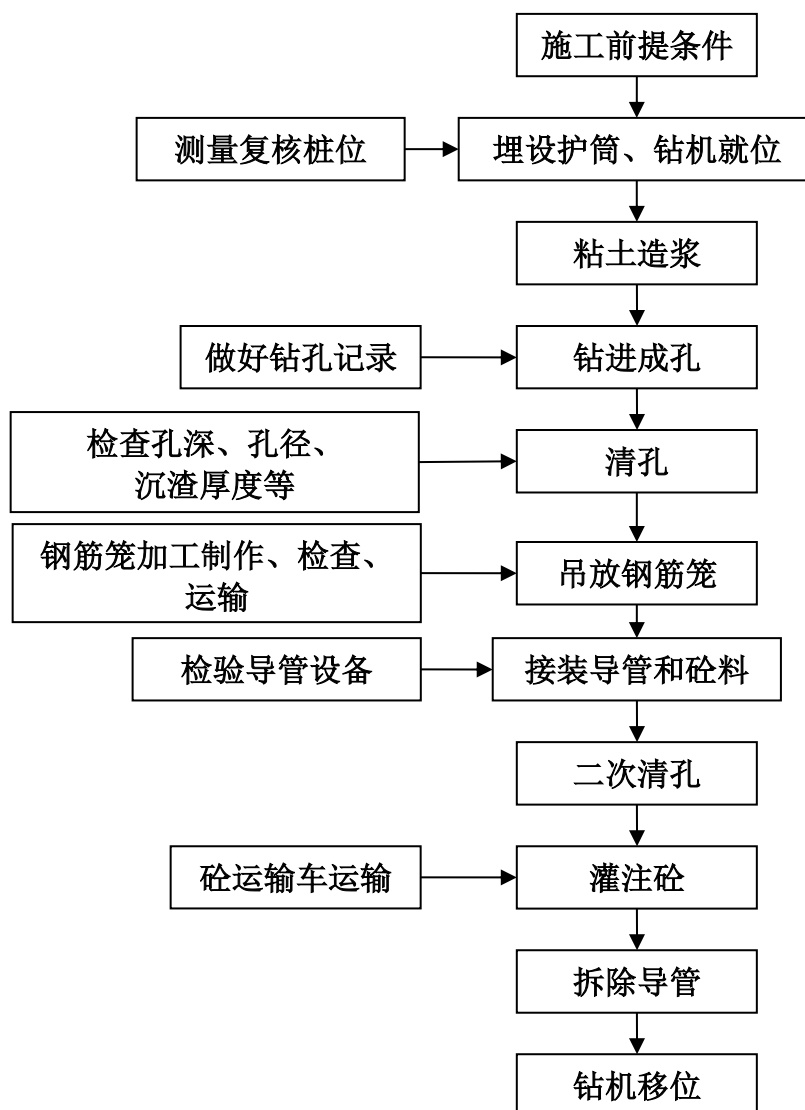 施工前提条件
测量复核桩位
埋设护筒、钻机就位
粘土造浆
做好钻孔记录
钻进成孔
检查孔深、孔径、
沉渣厚度等
清孔
钢筋笼加工制作、检查、
运输
吊放钢筋笼
检验导管设备
接装导管和砼料
二次清孔
砼运输车运输
灌注砼
拆除导管
钻机移位